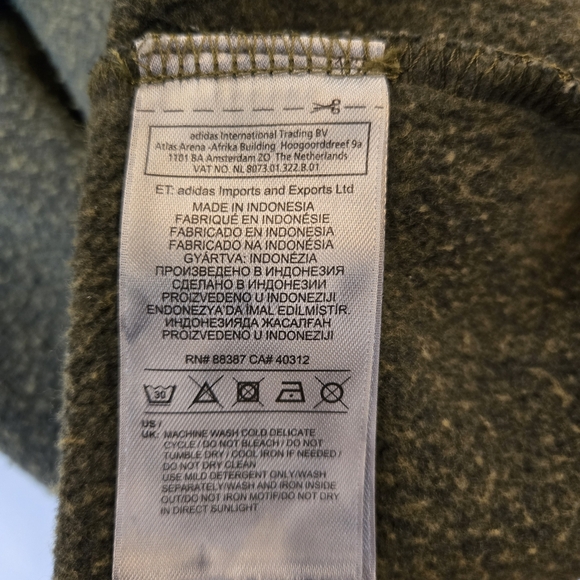 adidas International Trading BV
Atlas Arena -Afrika Building Hoogoorddreef 9a
1101 BA Amsterdam ZO The Netherlands
VAT NO. NL 8073.01.322.B.01
ET: adidas Imports and Exports Ltd
MADE IN INDONESIA
FABRIQUÉ EN INDONÉSIE
FABRICADO EN INDONESIA
FABRICADO NA INDONÉSIA
GYÁRTVA: INDONÉZIA
ПРОИЗВЕДЕНО В ИНДОНЕЗИЯ
СДЕЛАНО В ИНДОНЕЗИИ
PROIZVEDENO U INDONEZIJI
ENDONEZYA'DA İMAL EDİLMİŞTİR.
ИНДОНЕЗИЯДА ЖАСАЛҒАН
PROIZVEDENO U INDONEZIJI
RN# 88387 CA# 40312
30
US /
UK: MACHINE WASH COLD DELICATE
CYCLE / DO NOT BLEACH / DO NOT
TUMBLE DRY / COOL IRON IF NEEDED /
DO NOT DRY CLEAN
USE MILD DETERGENT ONLY/WASH
SEPARATELY/WASH AND IRON INSIDE
OUT/DO NOT IRON MOTIF/DO NOT DRY
IN DIRECT SUNLIGHT